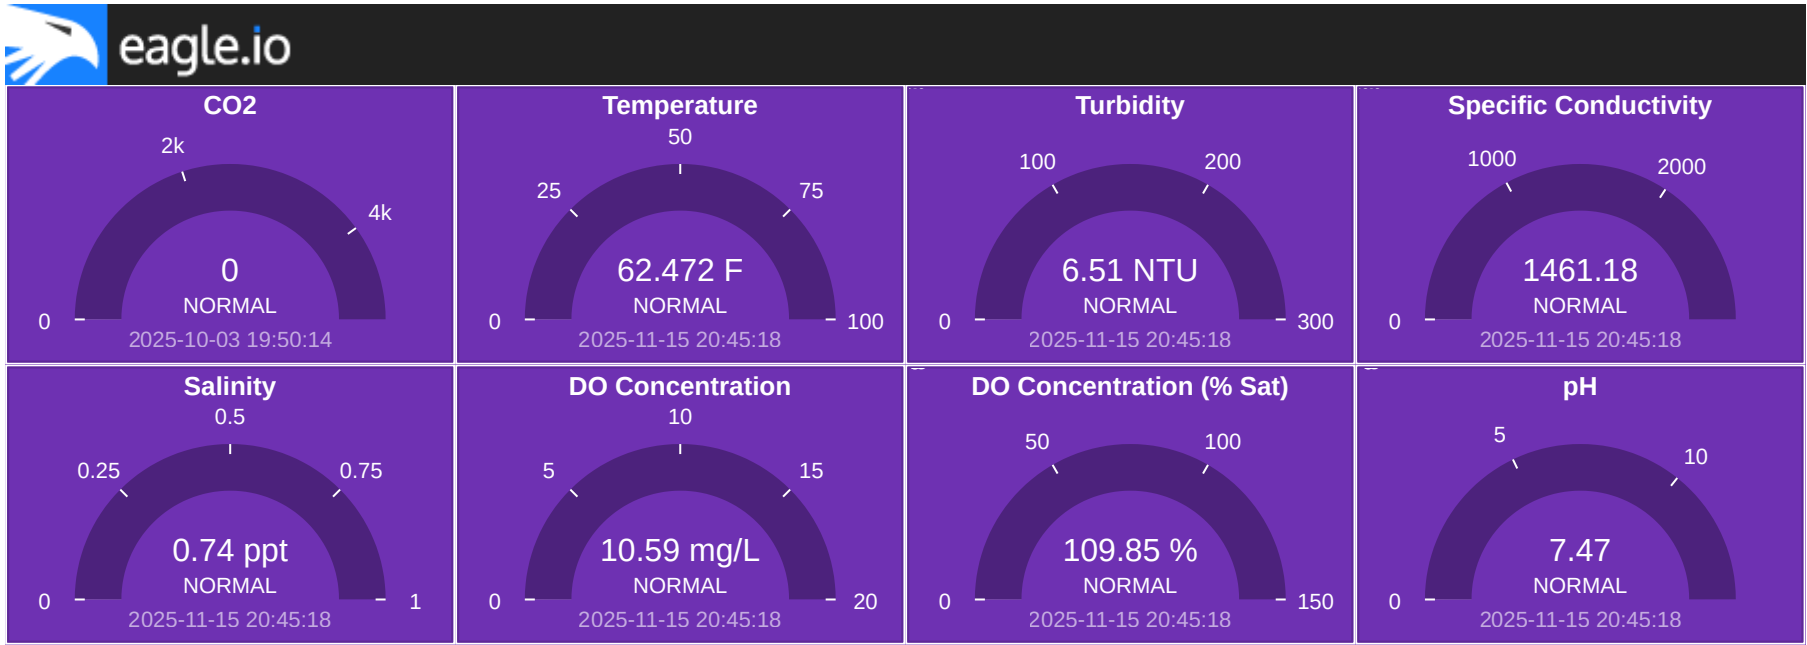 eagle.io
CO2
2k
4k
0
0
NORMAL
2025-10-03 19:50:14
Temperature
50
25
75
62.472 F
NORMAL
0
100
2025-11-15 20:45:18
Turbidity
100
200
6.51 NTU
NORMAL
0
300
2025-11-15 20:45:18
Specific Conductivity
1000
2000
1461.18
NORMAL
0
2025-11-15 20:45:18
Salinity
0.5
0.25
0.75
0.74 ppt
NORMAL
0
1
2025-11-15 20:45:18
DO Concentration
10
5
15
10.59 mg/L
NORMAL
0
20
2025-11-15 20:45:18
DO Concentration (% Sat)
50
100
109.85 %
NORMAL
0
150
2025-11-15 20:45:18
pH
5
10
7.47
NORMAL
0
2025-11-15 20:45:18